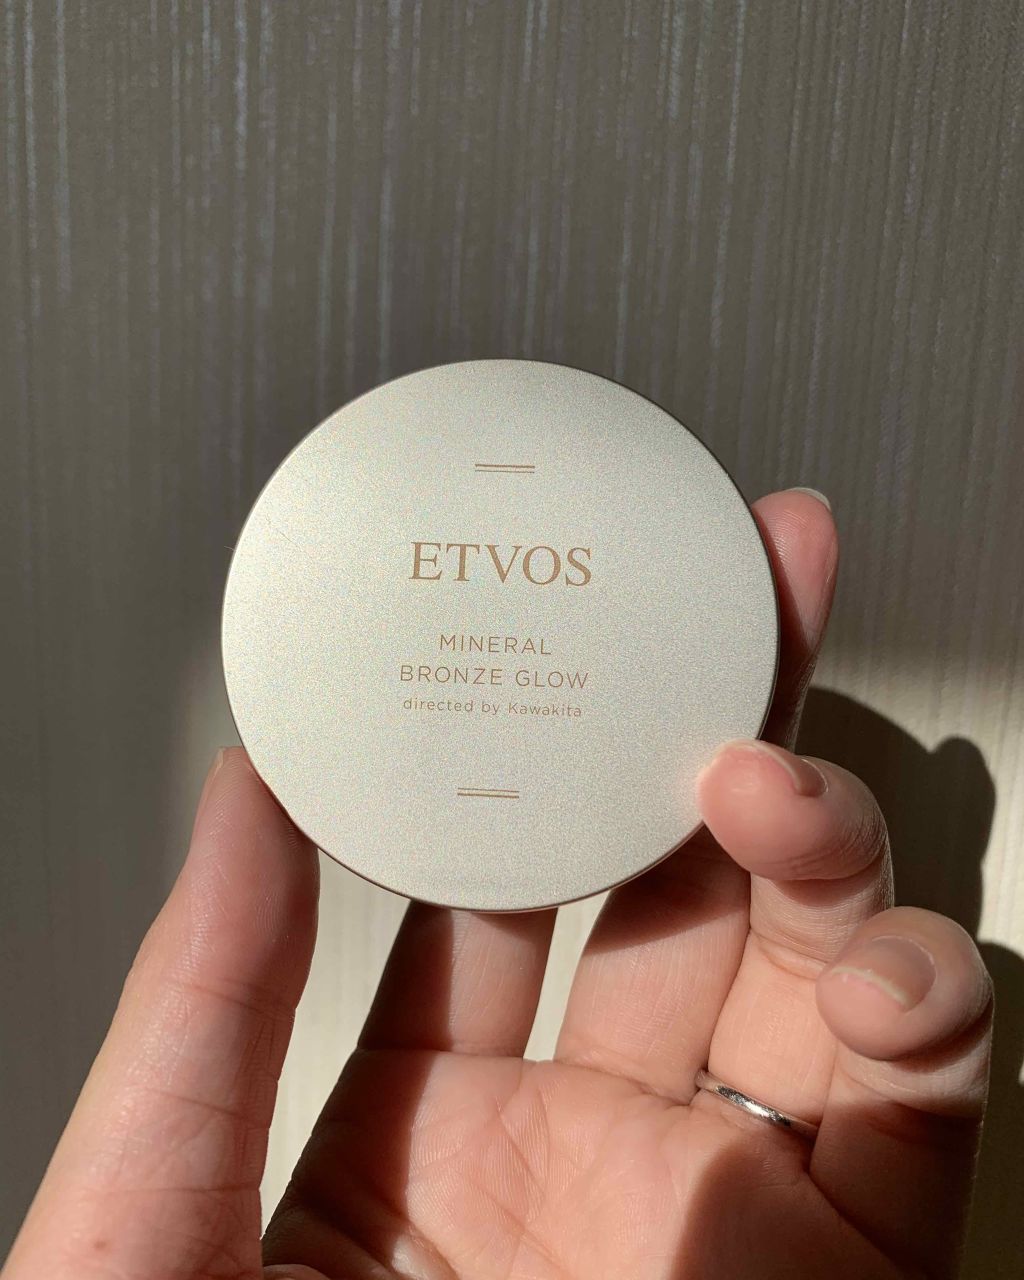 ETVOS
MINERAL
BRONZE GLOW
directed by Kawakita